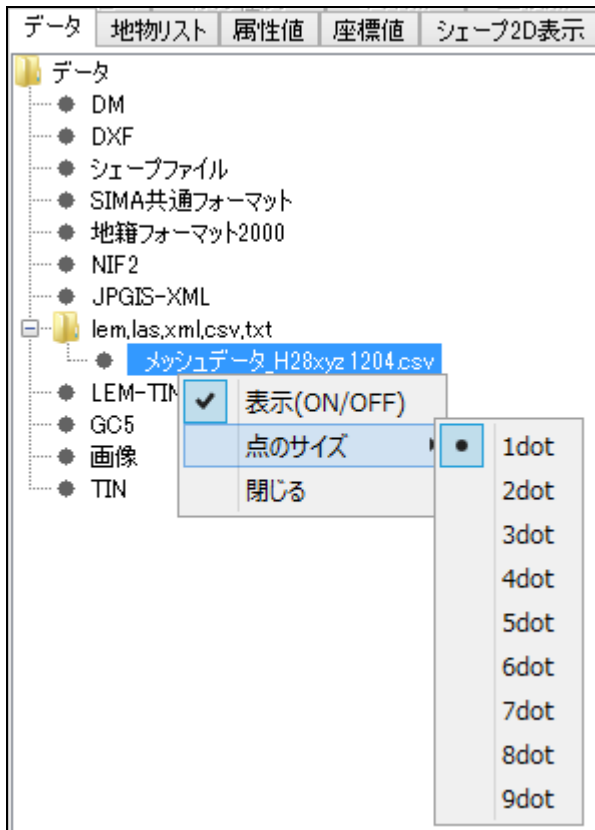 データ 地物リスト 属性値 座標値 シェープ2D表示
データ
DM
DXF
シェープファイル
SIMA共通フォーマット
地籍フォーマット2000
NIF2
JPGIS-XML
lem,las,xml,csv,txt
メッシュデータ_H28xyz1204.csv
LEM-TIN
GC5
画像
TIN
表示(ON/OFF)
点のサイズ
閉じる
1dot
2dot
3dot
4dot
5dot
6dot
7dot
8dot
9dot